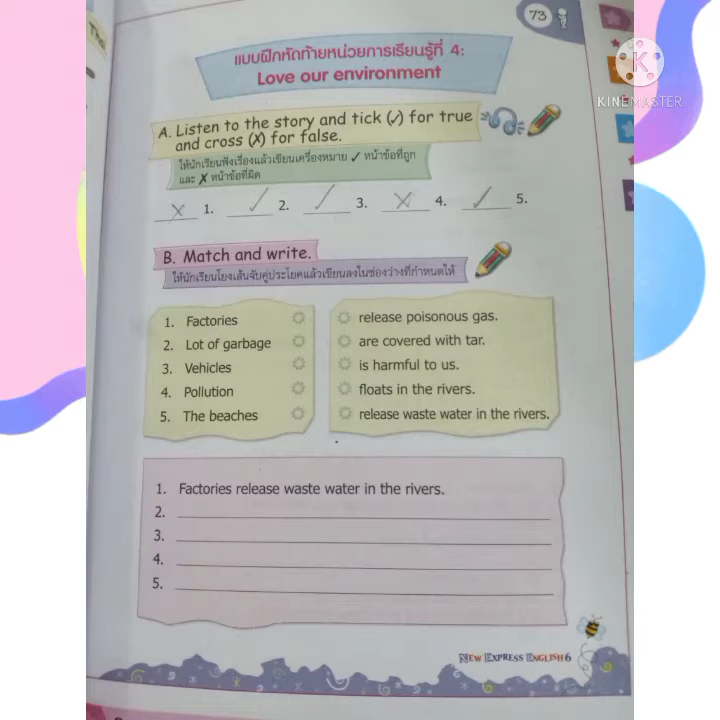 73
แบบฝึกหัดท้ายหน่วยการเรียนรู้ที่ 4:
Love our environment
KINEMASTER
A. Listen to the story and tick (✓) for true
and cross (✗) for false.
ให้นักเรียนฟังเรื่องแล้วเขียนเครื่องหมาย ✓ หน้าข้อที่ถูก
และ ✗ หน้าข้อที่ผิด
✗ 1. ✓ 2. ✓ 3. ✗ 4. ✓ 5.
B. Match and write.
ให้นักเรียนโยงเส้นจับคู่ประโยคแล้วเขียนลงในช่องว่างที่กำหนดให้
1. Factories release poisonous gas.
2. Lot of garbage are covered with tar.
3. Vehicles is harmful to us.
4. Pollution floats in the rivers.
5. The beaches release waste water in the rivers.
1. Factories release waste water in the rivers.
2.
3.
4.
5.
NEW EXPRESS ENGLISH 6